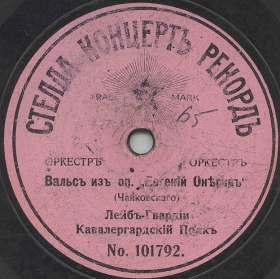 СТЕЛЛА КОНЦЕРТЪ РЕКОРДЪ
TRADE MARK
65
ОРКЕСТРЪ ОРКЕСТРЪ
Вальсъ изъ оп. „Евгеній Онѣгинъ"
(Чайковскаго)
Лейбъ-Гвардіи
Кавалергардскій Полкъ
No. 101792.